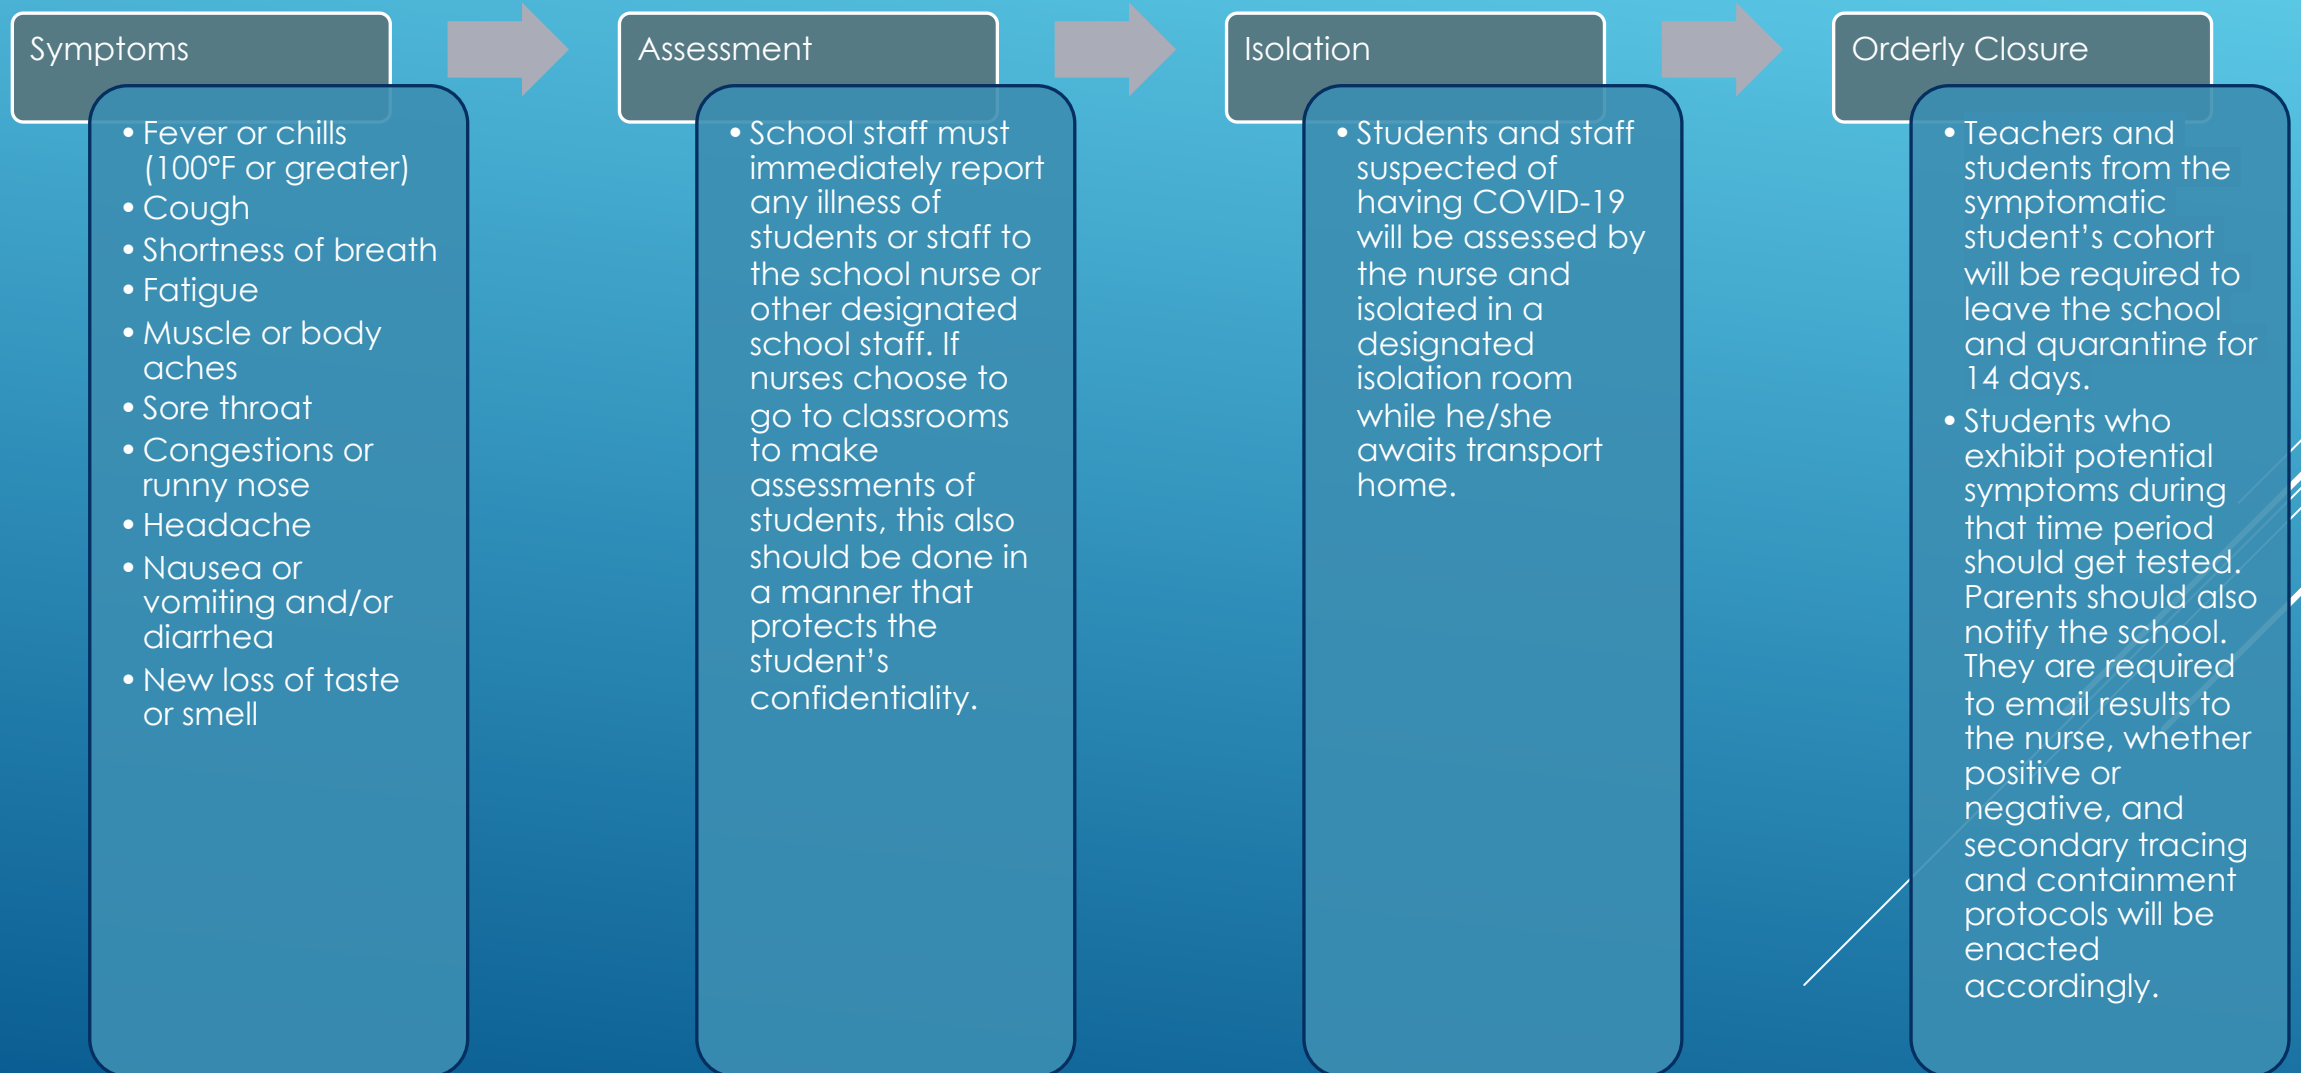 Symptoms
• Fever or chills
(100°F or greater)
• Cough
• Shortness of breath
• Fatigue
• Muscle or body
aches
• Sore throat
• Congestions or
runny nose
• Headache
• Nausea or
vomiting and/or
diarrhea
• New loss of taste
or smell
Assessment
• School staff must
immediately report
any illness of
students or staff to
the school nurse or
other designated
school staff. If
nurses choose to
go to classrooms
to make
assessments of
students, this also
should be done in
a manner that
protects the
student’s
confidentiality.
Isolation
• Students and staff
suspected of
having COVID-19
will be assessed by
the nurse and
isolated in a
designated
isolation room
while he/she
awaits transport
home.
Orderly Closure
• Teachers and
students from the
symptomatic
student’s cohort
will be required to
leave the school
and quarantine for
14 days.
• Students who
exhibit potential
symptoms during
that time period
should get tested.
Parents should also
notify the school.
They are required
to email results to
the nurse, whether
positive or
negative, and
secondary tracing
and containment
protocols will be
enacted
accordingly.